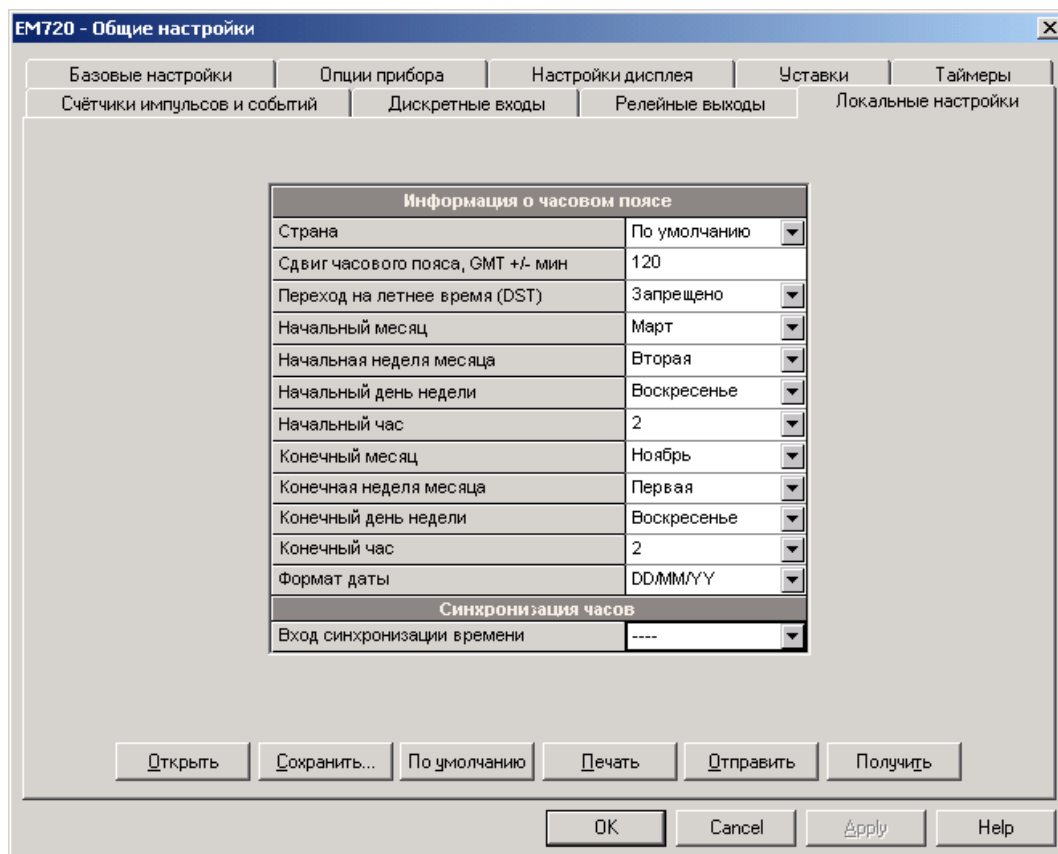 EM720 - Общие настройки
Базовые настройки Опции прибора Настройки дисплея Уставки Таймеры
Счётчики импульсов и событий Дискретные входы Релейные выходы Локальные настройки
Информация о часовом поясе
Страна По умолчанию
Сдвиг часового пояса, GMT +/- мин 120
Переход на летнее время (DST) Запрещено
Начальный месяц Март
Начальная неделя месяца Вторая
Начальный день недели Воскресенье
Начальный час 2
Конечный месяц Ноябрь
Конечная неделя месяца Первая
Конечный день недели Воскресенье
Конечный час 2
Формат даты DD/MM/YY
Синхронизация часов
Вход синхронизации времени ----
Открыть Сохранить... По умолчанию Печать Отправить Получить
OK Cancel Apply Help